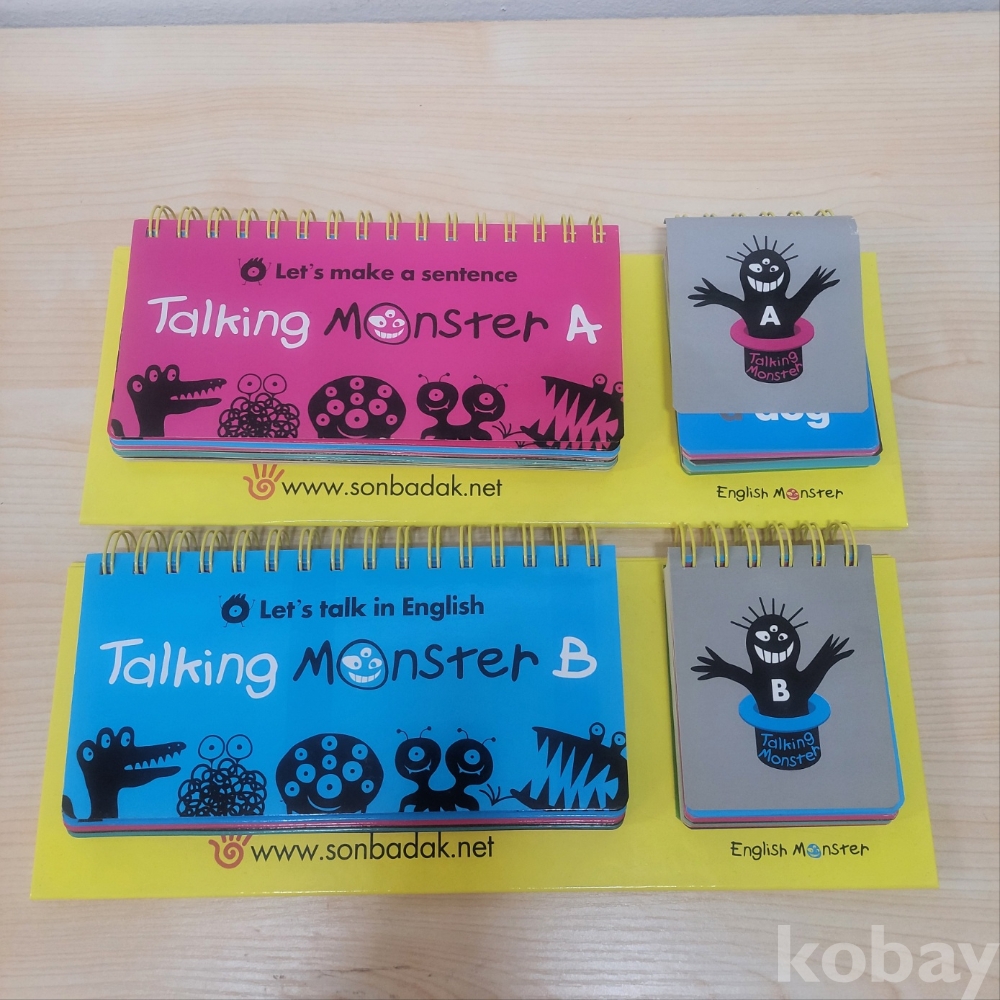 Let's make a sentence
Talking Monster A
A
Talking
Monster
dog
www.sonbadak.net
English Monster
Let's talk in English
Talking Monster B
B
Talking
Monster
www.sonbadak.net
English Monster
kobay